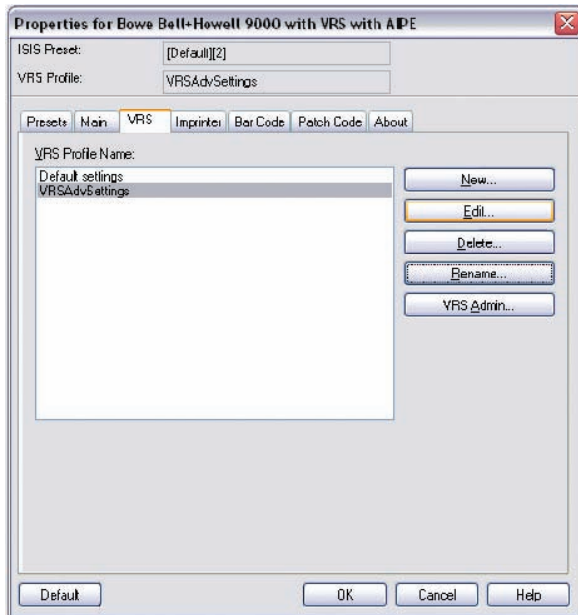 Properties for Bowe Bell+Howell 9000 with VRS with AIPE
ISIS Preset:
[Default][2]
VRS Profile:
VRSAdvSettings
Presets Main VRS Imprinter Bar Code Patch Code About
VRS Profile Name:
Default settings
VRSAdvSettings
New...
Edit...
Delete...
Rename...
VRS Admin...
Default OK Cancel Help